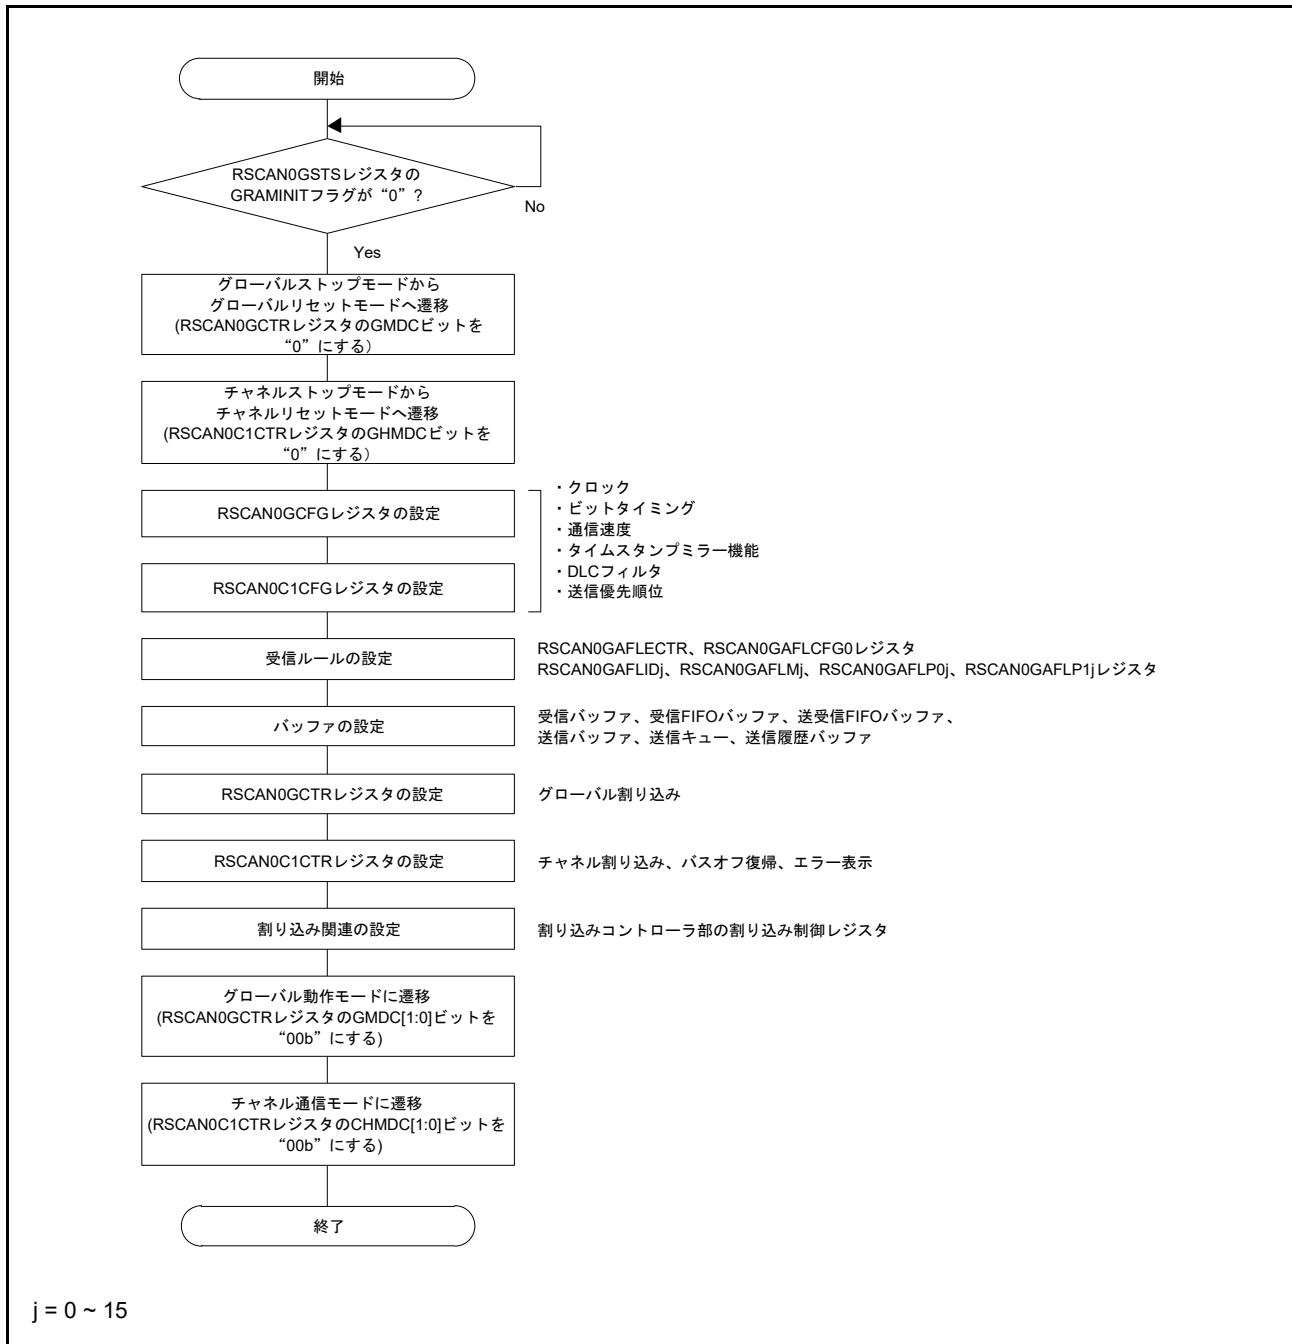 開始
RSCAN0GSTSレジスタの
GRAMINITフラグが“0”?
No
Yes
グローバルストップモードから
グローバルリセットモードへ遷移
(RSCAN0GCTRレジスタのGMDCビットを
“0”にする）
チャネルストップモードから
チャネルリセットモードへ遷移
(RSCAN0C1CTRレジスタのGHMDCビットを
“0”にする）
RSCAN0GCFGレジスタの設定
RSCAN0C1CFGレジスタの設定
・クロック
・ビットタイミング
・通信速度
・タイムスタンプミラー機能
・DLCフィルタ
・送信優先順位
受信ルールの設定
RSCAN0GAFLECTR、RSCAN0GAFLCFG0レジスタ
RSCAN0GAFLIDj、RSCAN0GAFLMj、RSCAN0GAFLP0j、RSCAN0GAFLP1jレジスタ
バッファの設定
受信バッファ、受信FIFOバッファ、送受信FIFOバッファ、
送信バッファ、送信キュー、送信履歴バッファ
RSCAN0GCTRレジスタの設定
グローバル割り込み
RSCAN0C1CTRレジスタの設定
チャネル割り込み、バスオフ復帰、エラー表示
割り込み関連の設定
割り込みコントローラ部の割り込み制御レジスタ
グローバル動作モードに遷移
(RSCAN0GCTRレジスタのGMDC[1:0]ビットを
“00b”にする)
チャネル通信モードに遷移
(RSCAN0C1CTRレジスタのCHMDC[1:0]ビットを
“00b”にする)
終了
j = 0 ~ 15